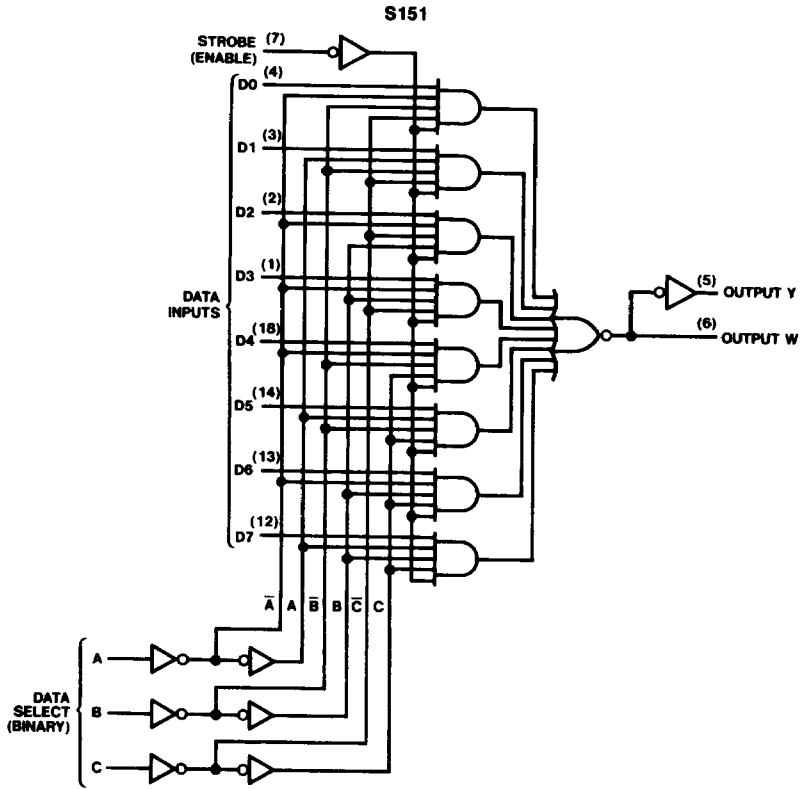 S151
STROBE (7)
(ENABLE)
(4)
D0
(3)
D1
(2)
D2
(1)
D3
DATA
INPUTS
(18)
D4
(14)
D5
(13)
D6
(12)
D7
(5)
OUTPUT Y
(6)
OUTPUT W
A̅ A B̅ B C̅ C
A
DATA
SELECT
(BINARY)
B
C